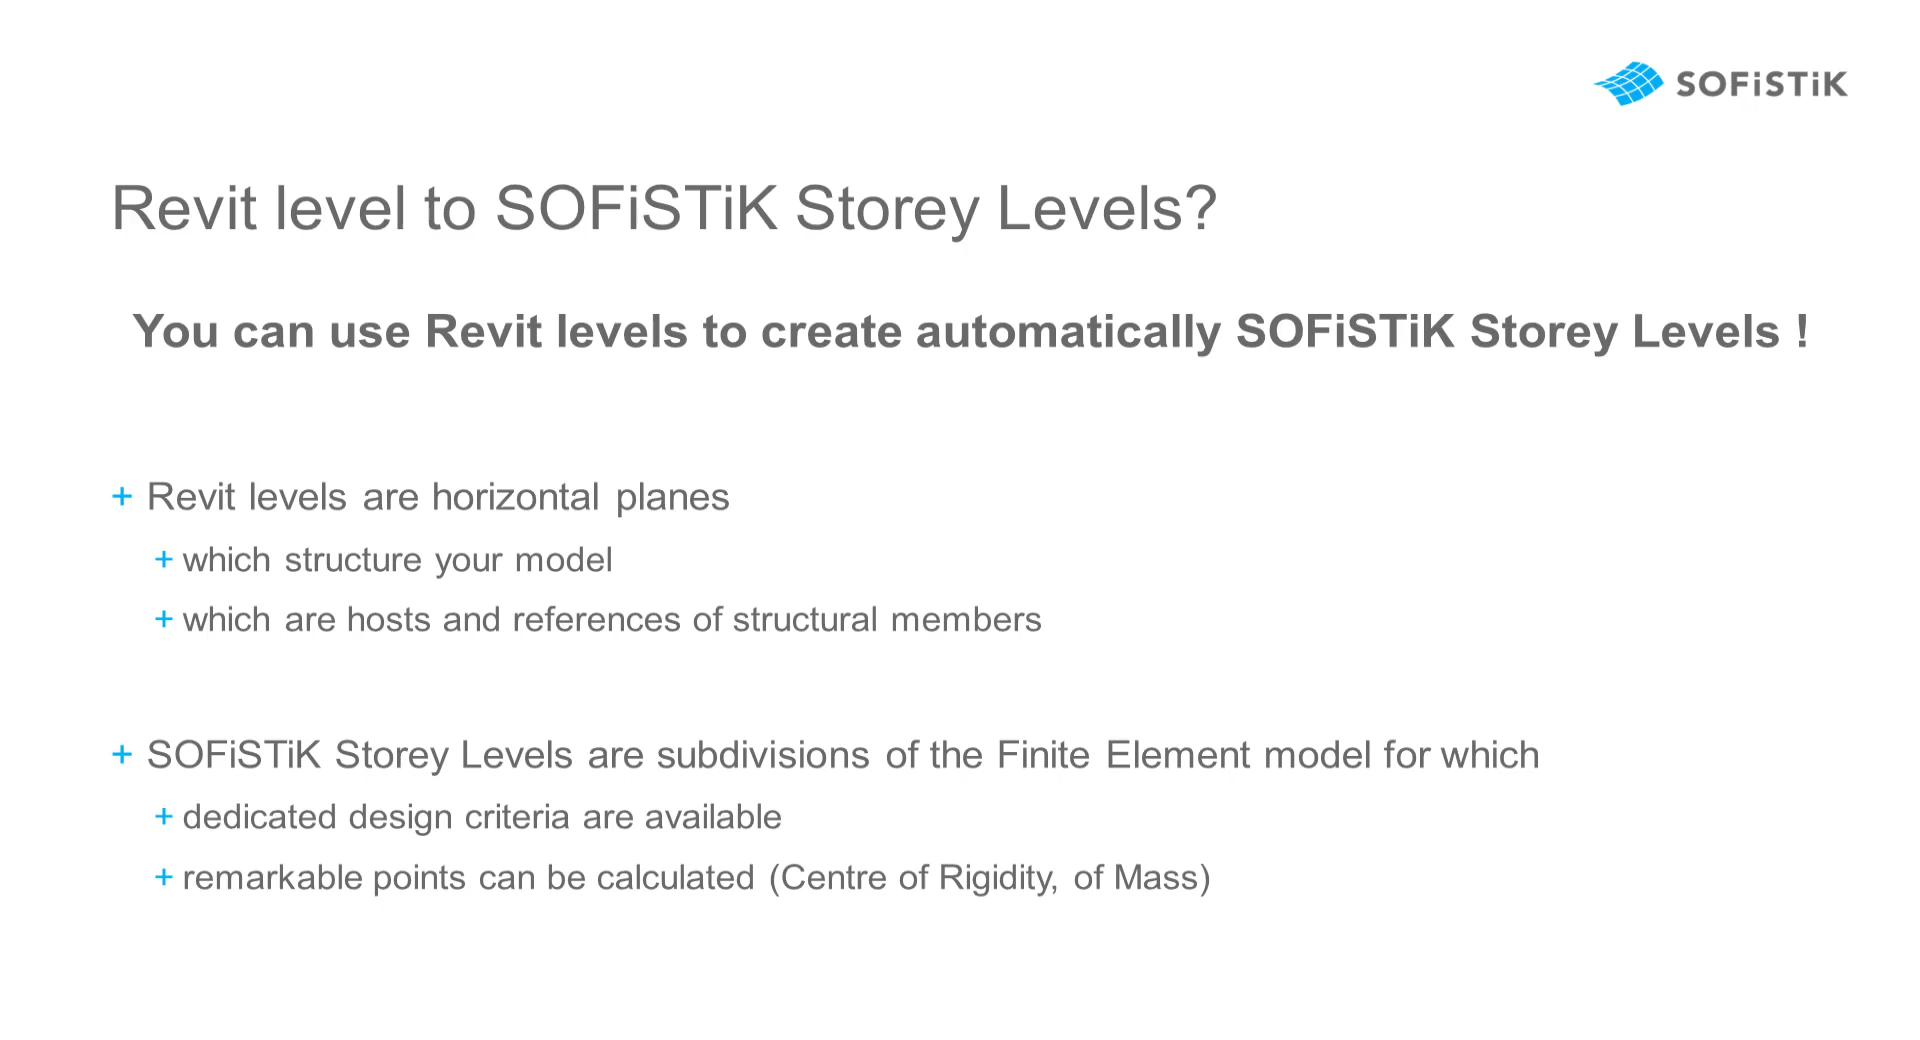 SOFiSTiK
Revit level to SOFiSTiK Storey Levels?
You can use Revit levels to create automatically SOFiSTiK Storey Levels !
+ Revit levels are horizontal planes
+ which structure your model
+ which are hosts and references of structural members
+ SOFiSTiK Storey Levels are subdivisions of the Finite Element model for which
+ dedicated design criteria are available
+ remarkable points can be calculated (Centre of Rigidity, of Mass)